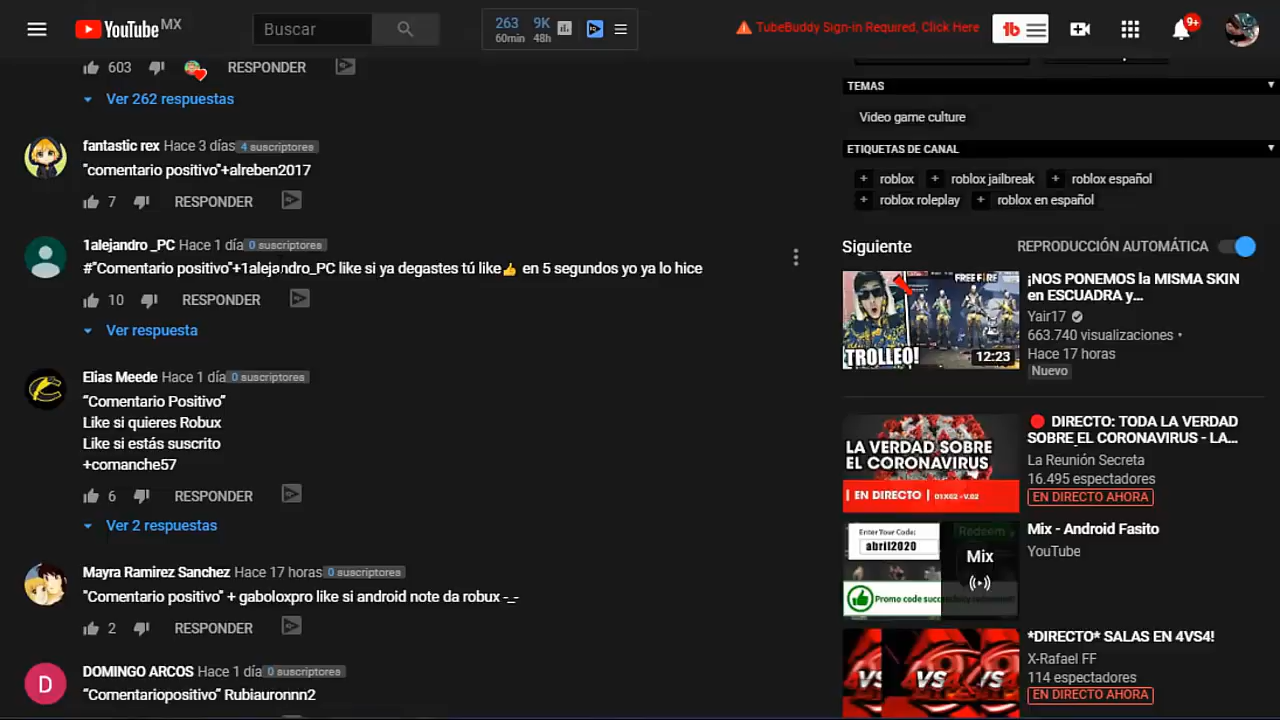 YouTube MX
Buscar
263 9K
60min 48h
TubeBuddy Sign-in Required, Click Here
tb
9+
603 RESPONDER
Ver 262 respuestas
fantastic rex Hace 3 días 4 suscriptores
"comentario positivo"+alreben2017
7 RESPONDER
1alejandro _PC Hace 1 día 0 suscriptores
#"Comentario positivo"+1alejandro_PC like si ya degastes tú like👍 en 5 segundos yo ya lo hice
10 RESPONDER
Ver respuesta
Elias Meede Hace 1 día 0 suscriptores
“Comentario Positivo”
Like si quieres Robux
Like si estás suscrito
+comanche57
6 RESPONDER
Ver 2 respuestas
Mayra Ramirez Sanchez Hace 17 horas 0 suscriptores
"Comentario positivo" + gaboloxpro like si android note da robux -_-
2 RESPONDER
D
DOMINGO ARCOS Hace 1 día 0 suscriptores
“Comentariopositivo” Rubiauronnn2
TEMAS
Video game culture
ETIQUETAS DE CANAL
+ roblox + roblox jailbreak + roblox español
+ roblox roleplay + roblox en español
Siguiente REPRODUCCIÓN AUTOMÁTICA
FREE FIRE
TROLLEO!
12:23
¡NOS PONEMOS la MISMA SKIN
en ESCUADRA y...
Yair17
663.740 visualizaciones •
Hace 17 horas
Nuevo
LA VERDAD SOBRE
EL CORONAVIRUS
EN DIRECTO 01X02 - V.02
🔴 DIRECTO: TODA LA VERDAD
SOBRE EL CORONAVIRUS - LA...
La Reunión Secreta
16.495 espectadores
EN DIRECTO AHORA
Enter Your Code:
abril2020
Redeem
Mix
Promo code successfully redeemed!
Mix - Android Fasito
YouTube
VS
VS4
*DIRECTO* SALAS EN 4VS4!
X-Rafael FF
114 espectadores
EN DIRECTO AHORA